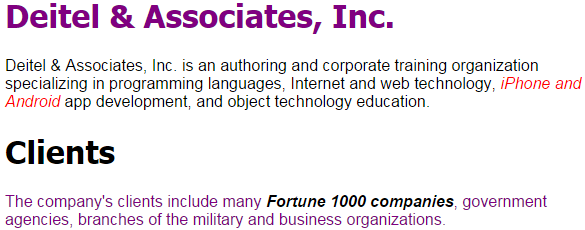 Deitel & Associates, Inc.
Deitel & Associates, Inc. is an authoring and corporate training organization
specializing in programming languages, Internet and web technology, iPhone and
Android app development, and object technology education.
Clients
The company's clients include many Fortune 1000 companies, government
agencies, branches of the military and business organizations.